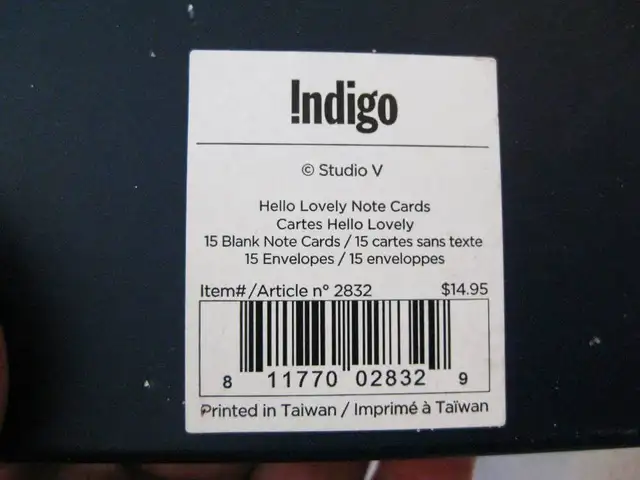 Indigo
© Studio V
Hello Lovely Note Cards
Cartes Hello Lovely
15 Blank Note Cards / 15 cartes sans texte
15 Envelopes / 15 enveloppes
Item#/Article n° 2832 $14.95
8 11770 02832 9
Printed in Taiwan / Imprimé à Taïwan